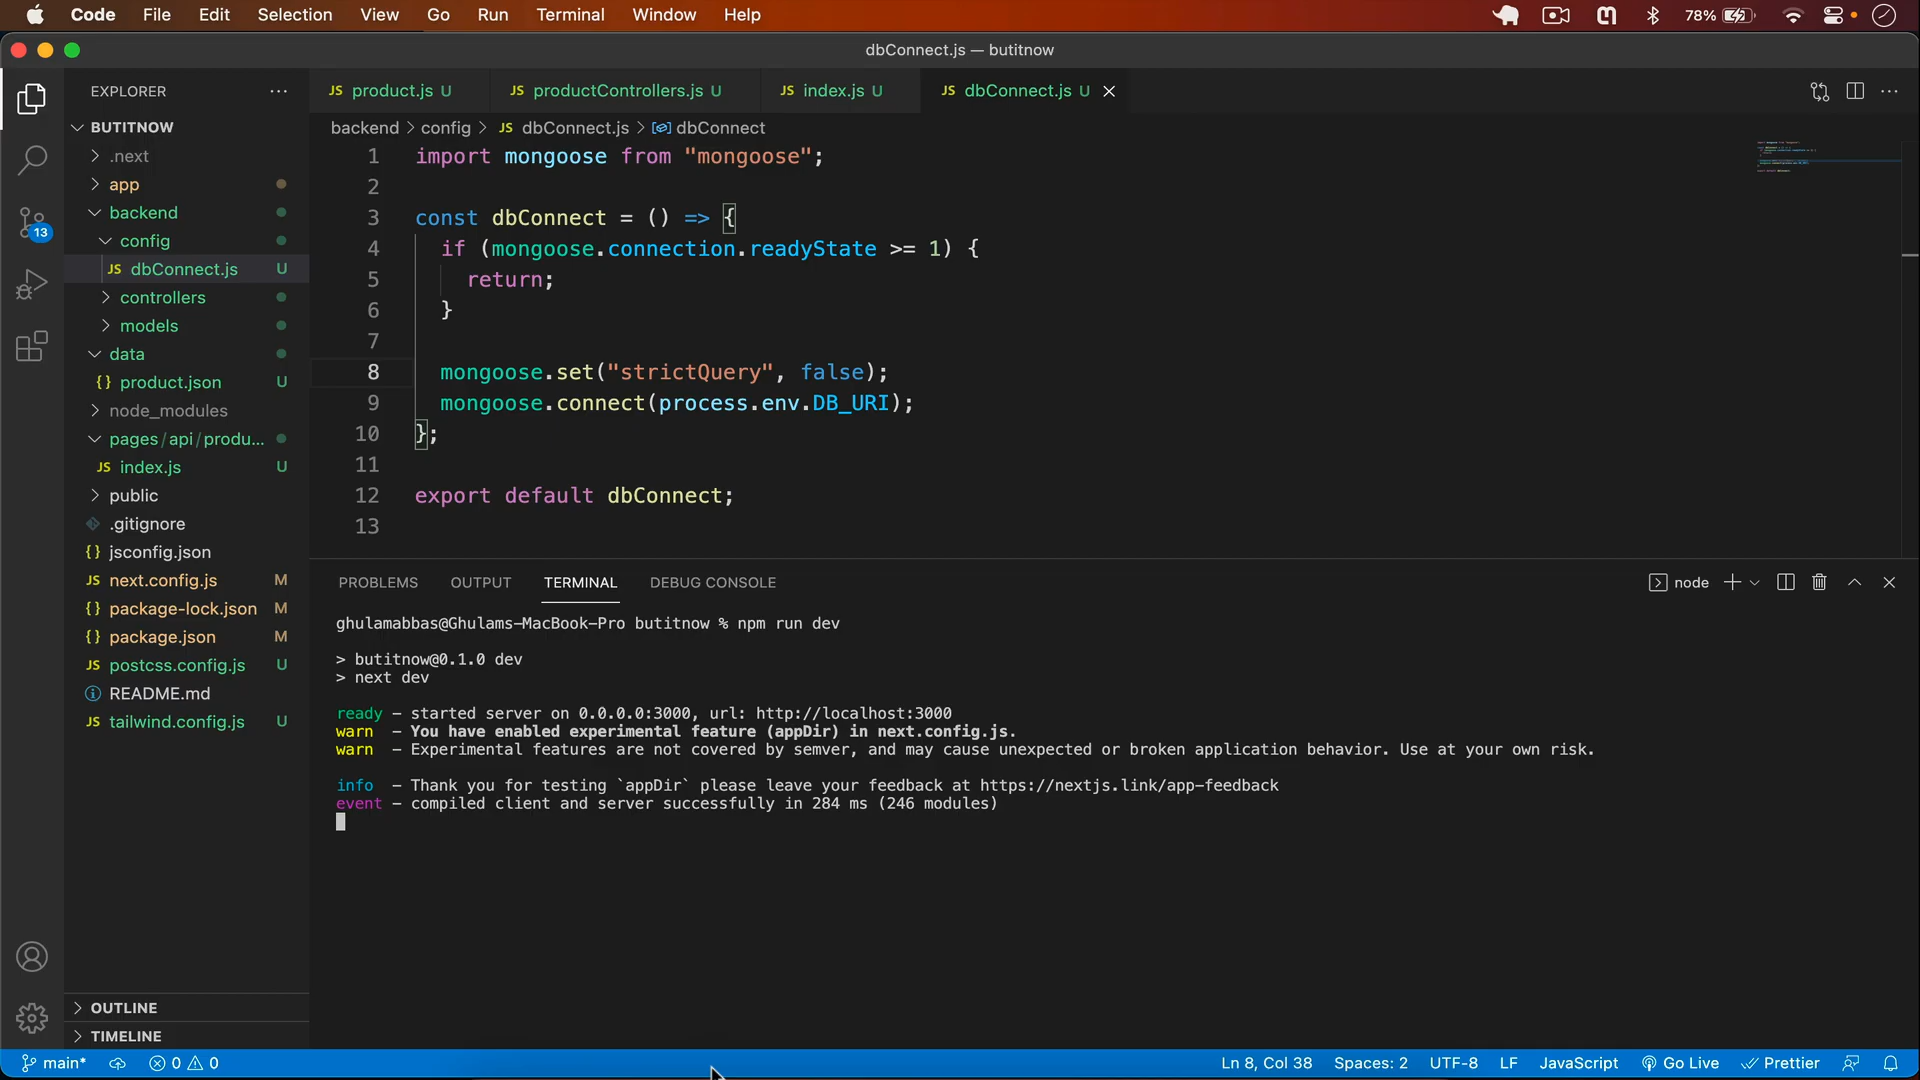 Code File Edit Selection View Go Run Terminal Window Help 78%
dbConnect.js — butitnow
EXPLORER
JS product.js U JS productControllers.js U JS index.js U JS dbConnect.js U
BUTITNOW
.next
app
backend
config
JS dbConnect.js U
controllers
models
data
{} product.json U
node_modules
pages/api/produ...
JS index.js U
public
.gitignore
{} jsconfig.json
JS next.config.js M
{} package-lock.json M
{} package.json M
JS postcss.config.js U
README.md
JS tailwind.config.js U
OUTLINE
TIMELINE
13
backend > config > JS dbConnect.js > dbConnect
1 import mongoose from "mongoose";
2
3 const dbConnect = () => {
4 if (mongoose.connection.readyState >= 1) {
5 return;
6 }
7
8 mongoose.set("strictQuery", false);
9 mongoose.connect(process.env.DB_URI);
10 };
11
12 export default dbConnect;
13
PROBLEMS OUTPUT TERMINAL DEBUG CONSOLE node
ghulamabbas@Ghulams-MacBook-Pro butitnow % npm run dev
> butitnow@0.1.0 dev
> next dev
ready - started server on 0.0.0.0:3000, url: http://localhost:3000
warn - You have enabled experimental feature (appDir) in next.config.js.
warn - Experimental features are not covered by semver, and may cause unexpected or broken application behavior. Use at your own risk.
info - Thank you for testing `appDir` please leave your feedback at https://nextjs.link/app-feedback
event - compiled client and server successfully in 284 ms (246 modules)
main* 0 0 Ln 8, Col 38 Spaces: 2 UTF-8 LF JavaScript Go Live Prettier